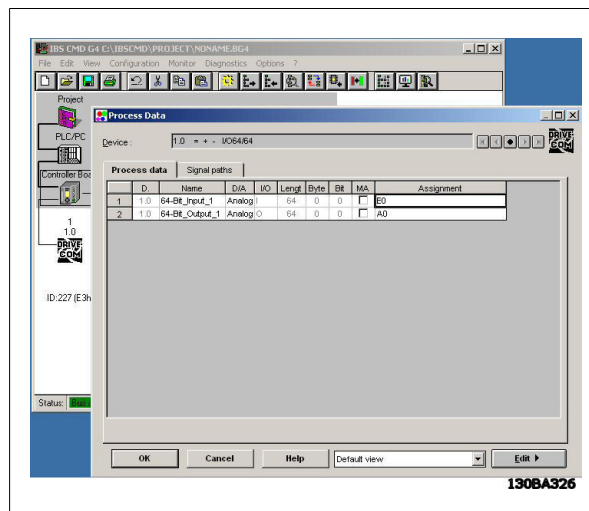 IBS CMD G4 C:\IBSCMD\PROJECT\NONAME.BG4
File Edit View Configuration Monitor Diagnostics Options ?
Project
PLC/PC
Controller Boa
1
1.0
DRIVE
COM
ID:227 (E3h
Status:
Process Data
Device : 1.0 = + - I/O64/64
DRIVE
COM
Process data Signal paths
D. Name D/A I/O Lengt Byte Bit MA Assignment
1 1.0 64-Bit_Input_1 Analog I 64 0 0 E0
2 1.0 64-Bit_Output_1 Analog O 64 0 0 A0
OK Cancel Help Default view Edit
130BA326